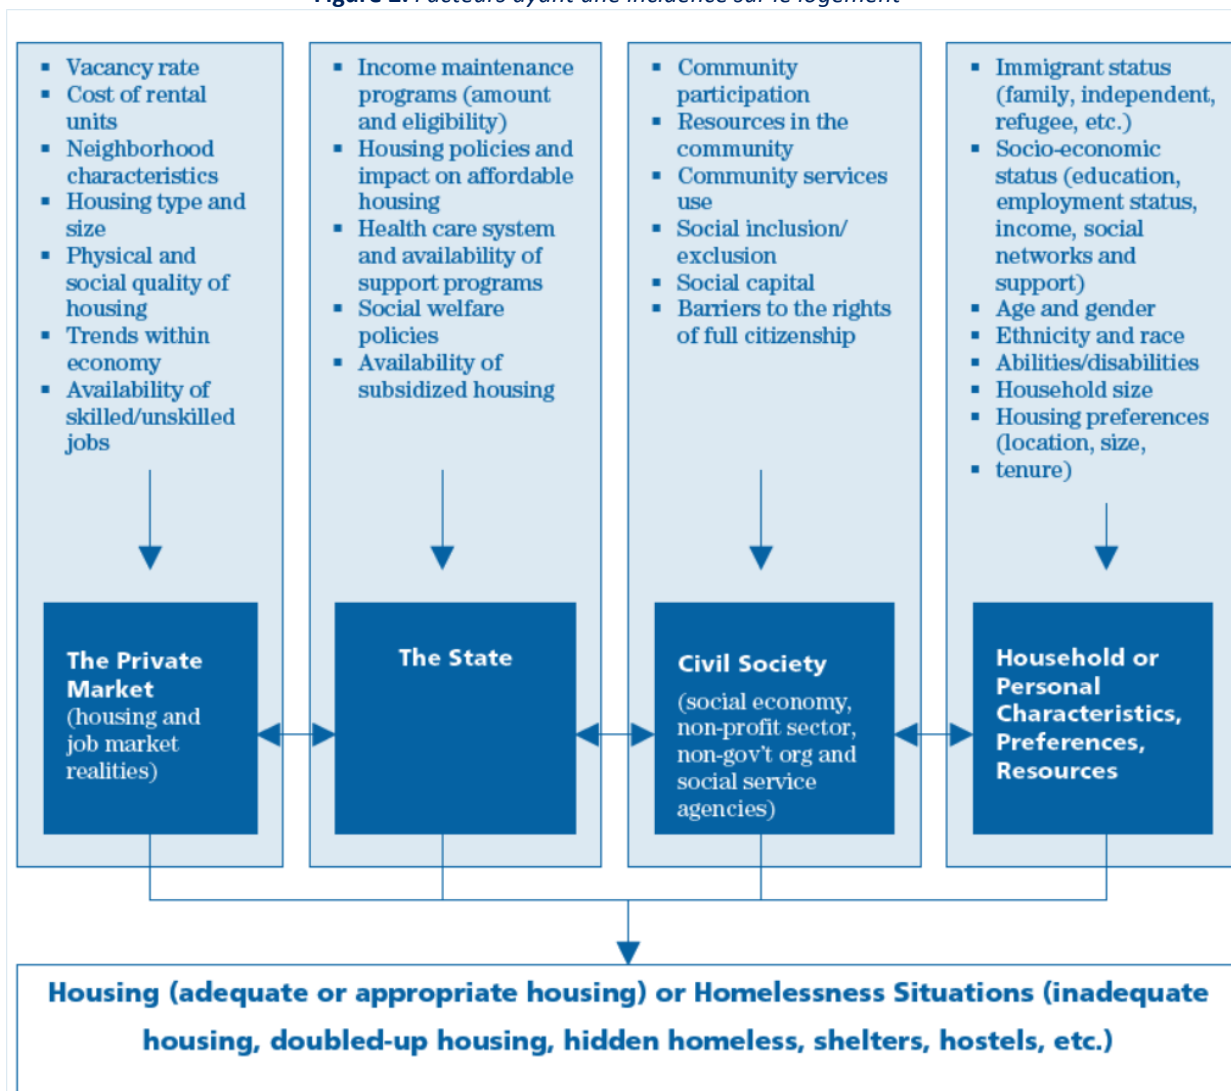 Figure
Facteurs ayant une incidence sur le logement
▪ Vacancy rate
▪ Cost of rental
units
▪ Neighborhood
characteristics
▪ Housing type and
size
▪ Physical and
social quality of
housing
▪ Trends within
economy
▪ Availability of
skilled/unskilled
jobs
▪ Income maintenance
programs (amount
and eligibility)
▪ Housing policies and
impact on affordable
housing
▪ Health care system
and availability of
support programs
▪ Social welfare
policies
▪ Availability of
subsidized housing
▪ Community
participation
▪ Resources in the
community
▪ Community services
use
▪ Social inclusion/
exclusion
▪ Social capital
▪ Barriers to the rights
of full citizenship
▪ Immigrant status
(family, independent,
refugee, etc.)
▪ Socio-economic
status (education,
employment status,
income, social
networks and
support)
▪ Age and gender
▪ Ethnicity and race
▪ Abilities/disabilities
▪ Household size
▪ Housing preferences
(location, size,
▪ tenure)
The Private
Market
(housing and
job market
realities)
The State
Civil Society
(social economy,
non-profit sector,
non-gov't org and
social service
agencies)
Household or
Personal
Characteristics,
Preferences,
Resources
Housing (adequate or appropriate housing) or Homelessness Situations (inadequate
housing, doubled-up housing, hidden homeless, shelters, hostels, etc.)